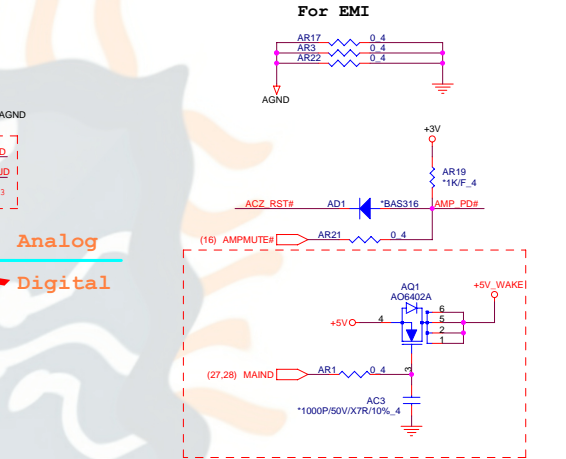 For EMI
AR17 0_4
AR3 0_4
AR22 0_4
AGND
AGND
+3V
D
JD
3
AR19
*1K/F_4
ACZ_RST# AD1 *BAS316 AMP_PD#
(16) AMPMUTE# AR21 0_4
Analog
Digital
AQ1
AO6402A
+5V_WAKE
+5V 4
6
5
2
1
3
(27,28) MAIND AR1 0_4
AC3
*1000P/50V/X7R/10%_4